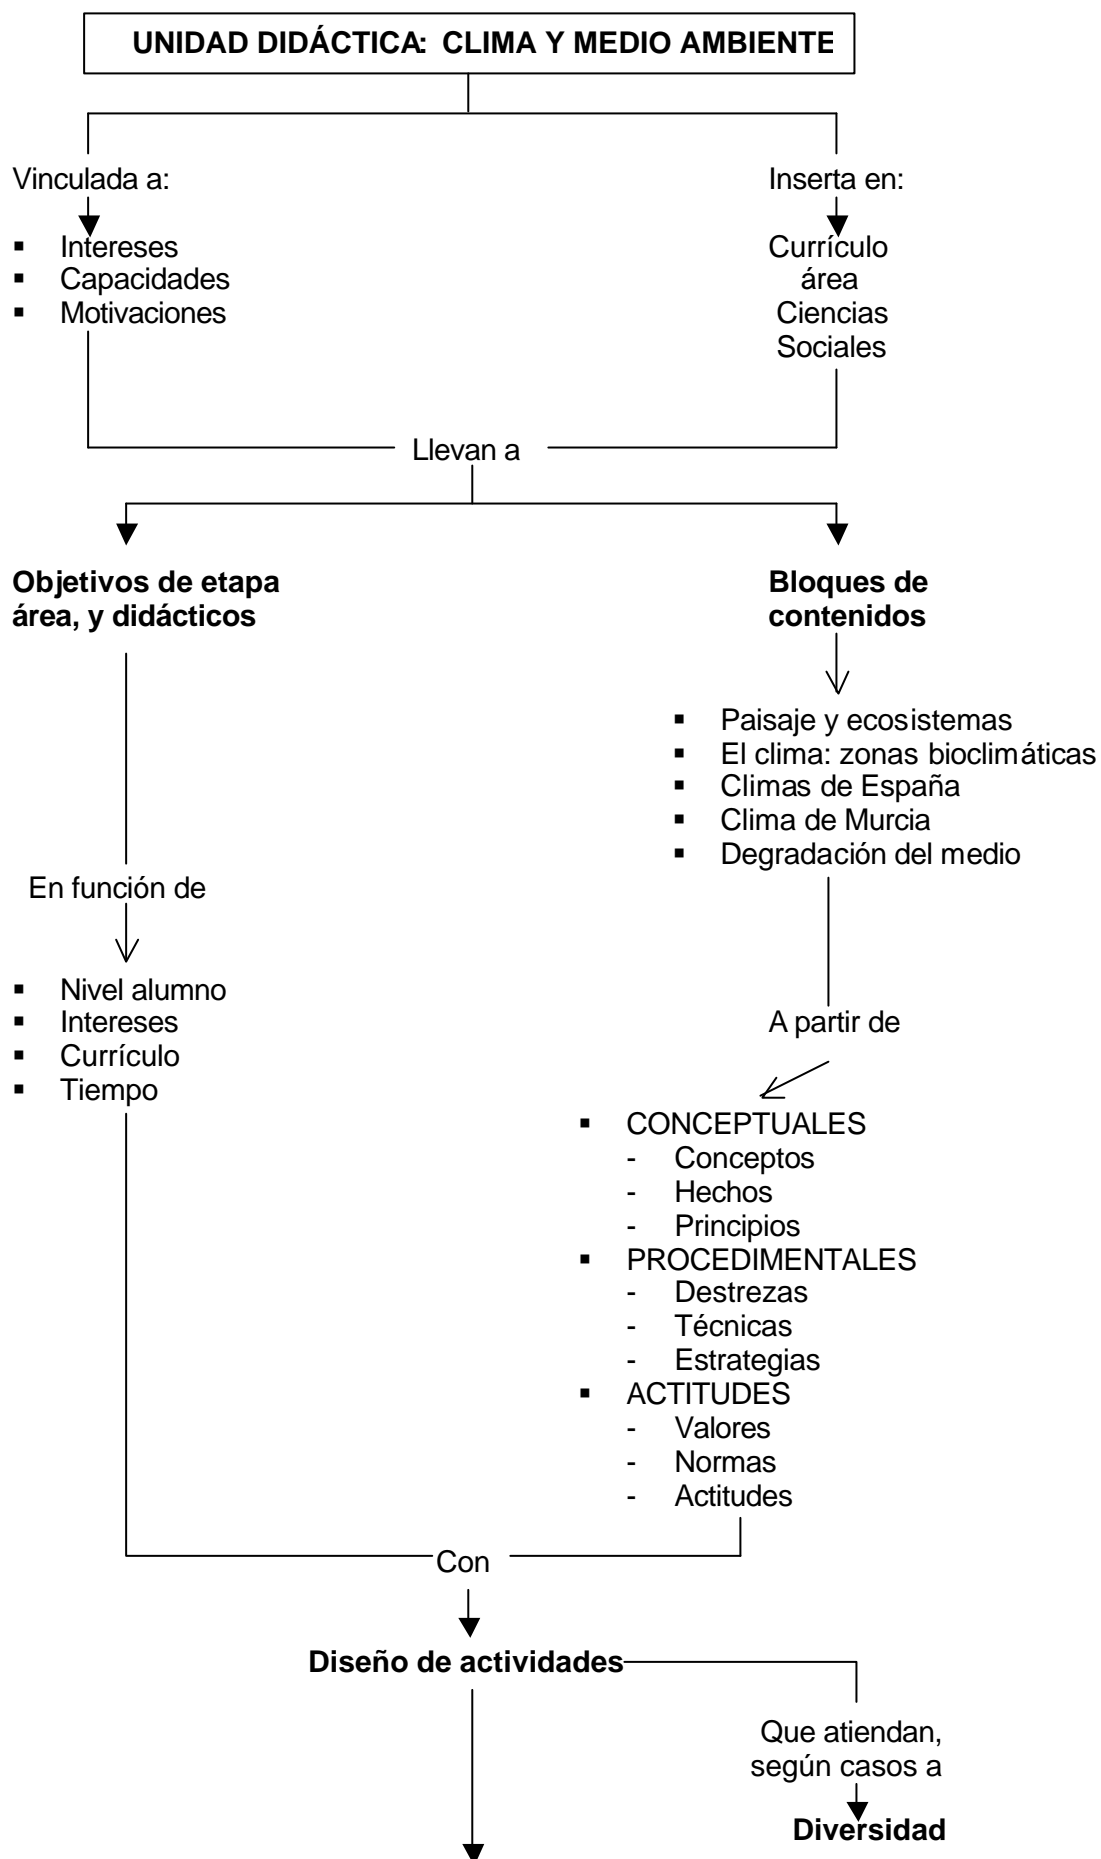 UNIDAD DIDÁCTICA: CLIMA Y MEDIO AMBIENTE
Vinculada a:
▪ Intereses
▪ Capacidades
▪ Motivaciones
Inserta en:
Currículo
área
Ciencias
Sociales
Llevan a
Objetivos de etapa
área, y didácticos
En función de
▪ Nivel alumno
▪ Intereses
▪ Currículo
▪ Tiempo
Bloques de
contenidos
▪ Paisaje y ecosistemas
▪ El clima: zonas bioclimáticas
▪ Climas de España
▪ Clima de Murcia
▪ Degradación del medio
A partir de
▪ CONCEPTUALES
- Conceptos
- Hechos
- Principios
▪ PROCEDIMENTALES
- Destrezas
- Técnicas
- Estrategias
▪ ACTITUDES
- Valores
- Normas
- Actitudes
Con
Diseño de actividades
Que atiendan,
según casos a
Diversidad